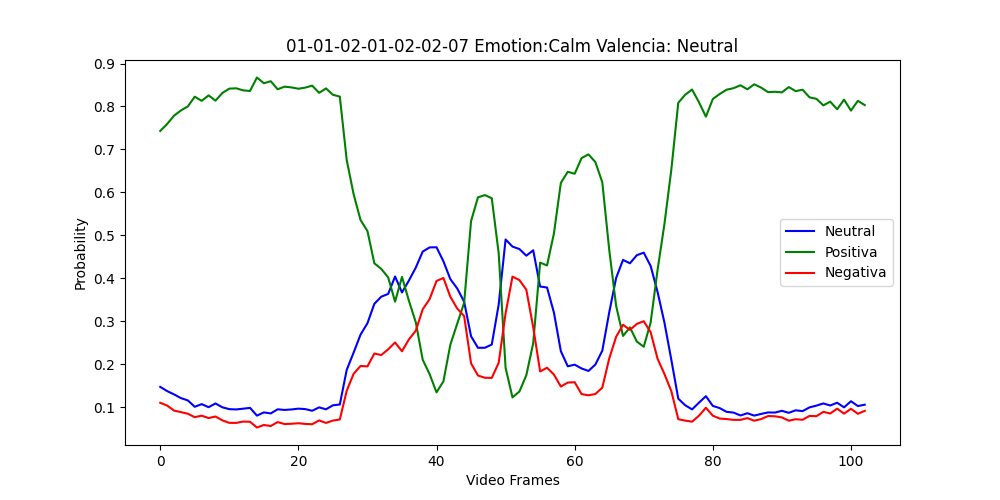 01-01-02-01-02-02-07 Emotion:Calm Valencia: Neutral
0.9
0.8
0.7
0.6
0.5
0.4
0.3
0.2
0.1
Probability
Neutral
Positiva
Negativa
0 20 40 60 80 100
Video Frames